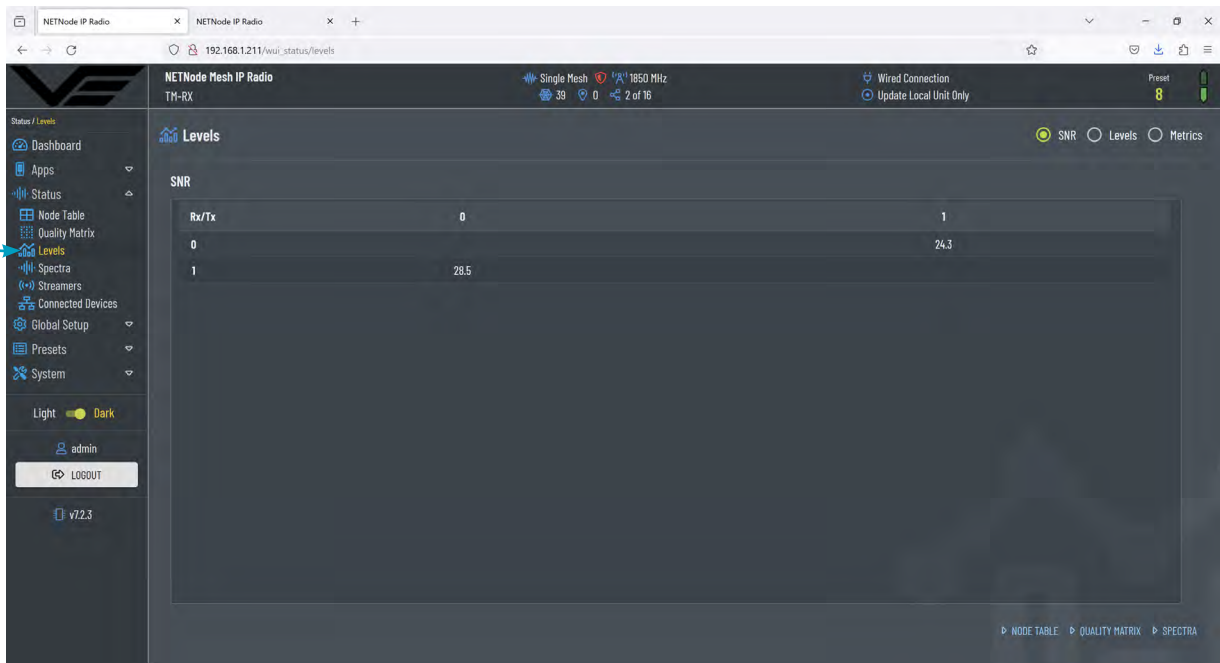 NETNode IP Radio
NETNode IP Radio
192.168.1.211/wui_status/levels
NETNode Mesh IP Radio
TM-RX
Single Mesh 1850 MHz
39 0 2 of 16
Wired Connection
Update Local Unit Only
Preset
8
Status / Levels
Dashboard
Apps
Status
Node Table
Quality Matrix
Levels
Spectra
Streamers
Connected Devices
Global Setup
Presets
System
Light Dark
admin
LOGOUT
v7.2.3
Levels
SNR Levels Metrics
SNR
Rx/Tx 0 1
0 24.3
1 28.5
NODE TABLE QUALITY MATRIX SPECTRA